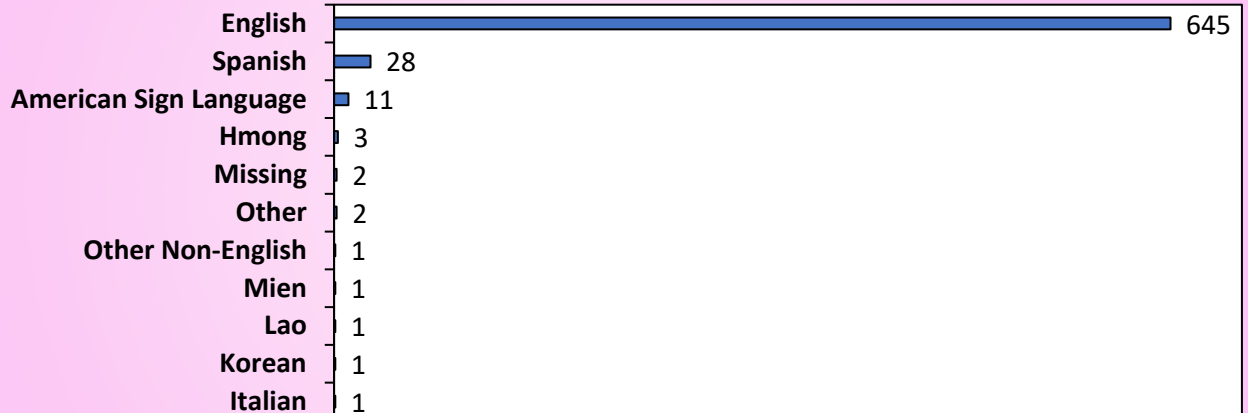 English 645
Spanish 28
American Sign Language 11
Hmong 3
Missing 2
Other 2
Other Non-English 1
Mien 1
Lao 1
Korean 1
Italian 1